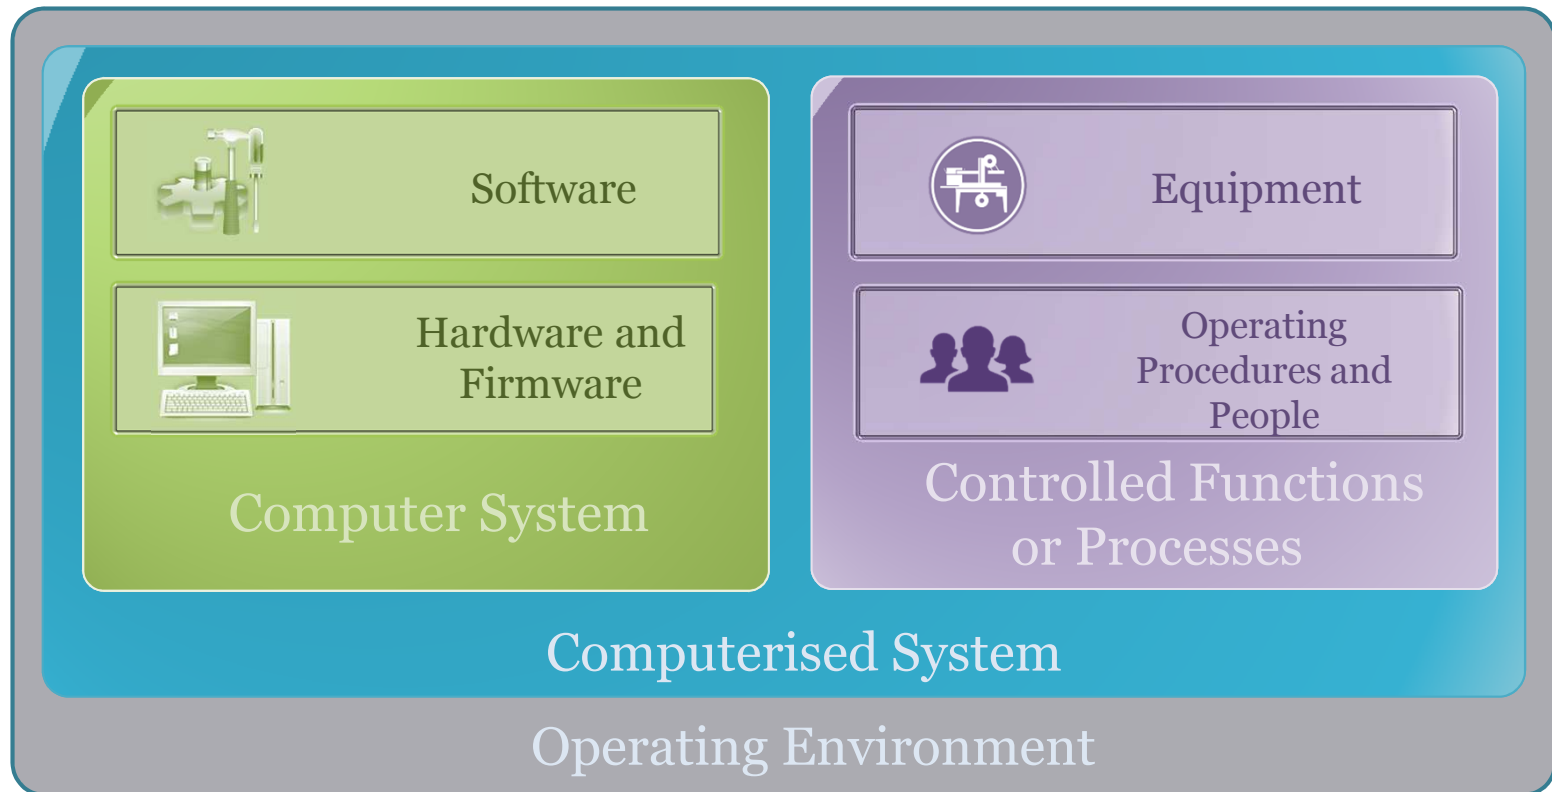 Software
Hardware and
Firmware
Computer System
Equipment
Operating
Procedures and
People
Controlled Functions
or Processes
Computerised System
Operating Environment